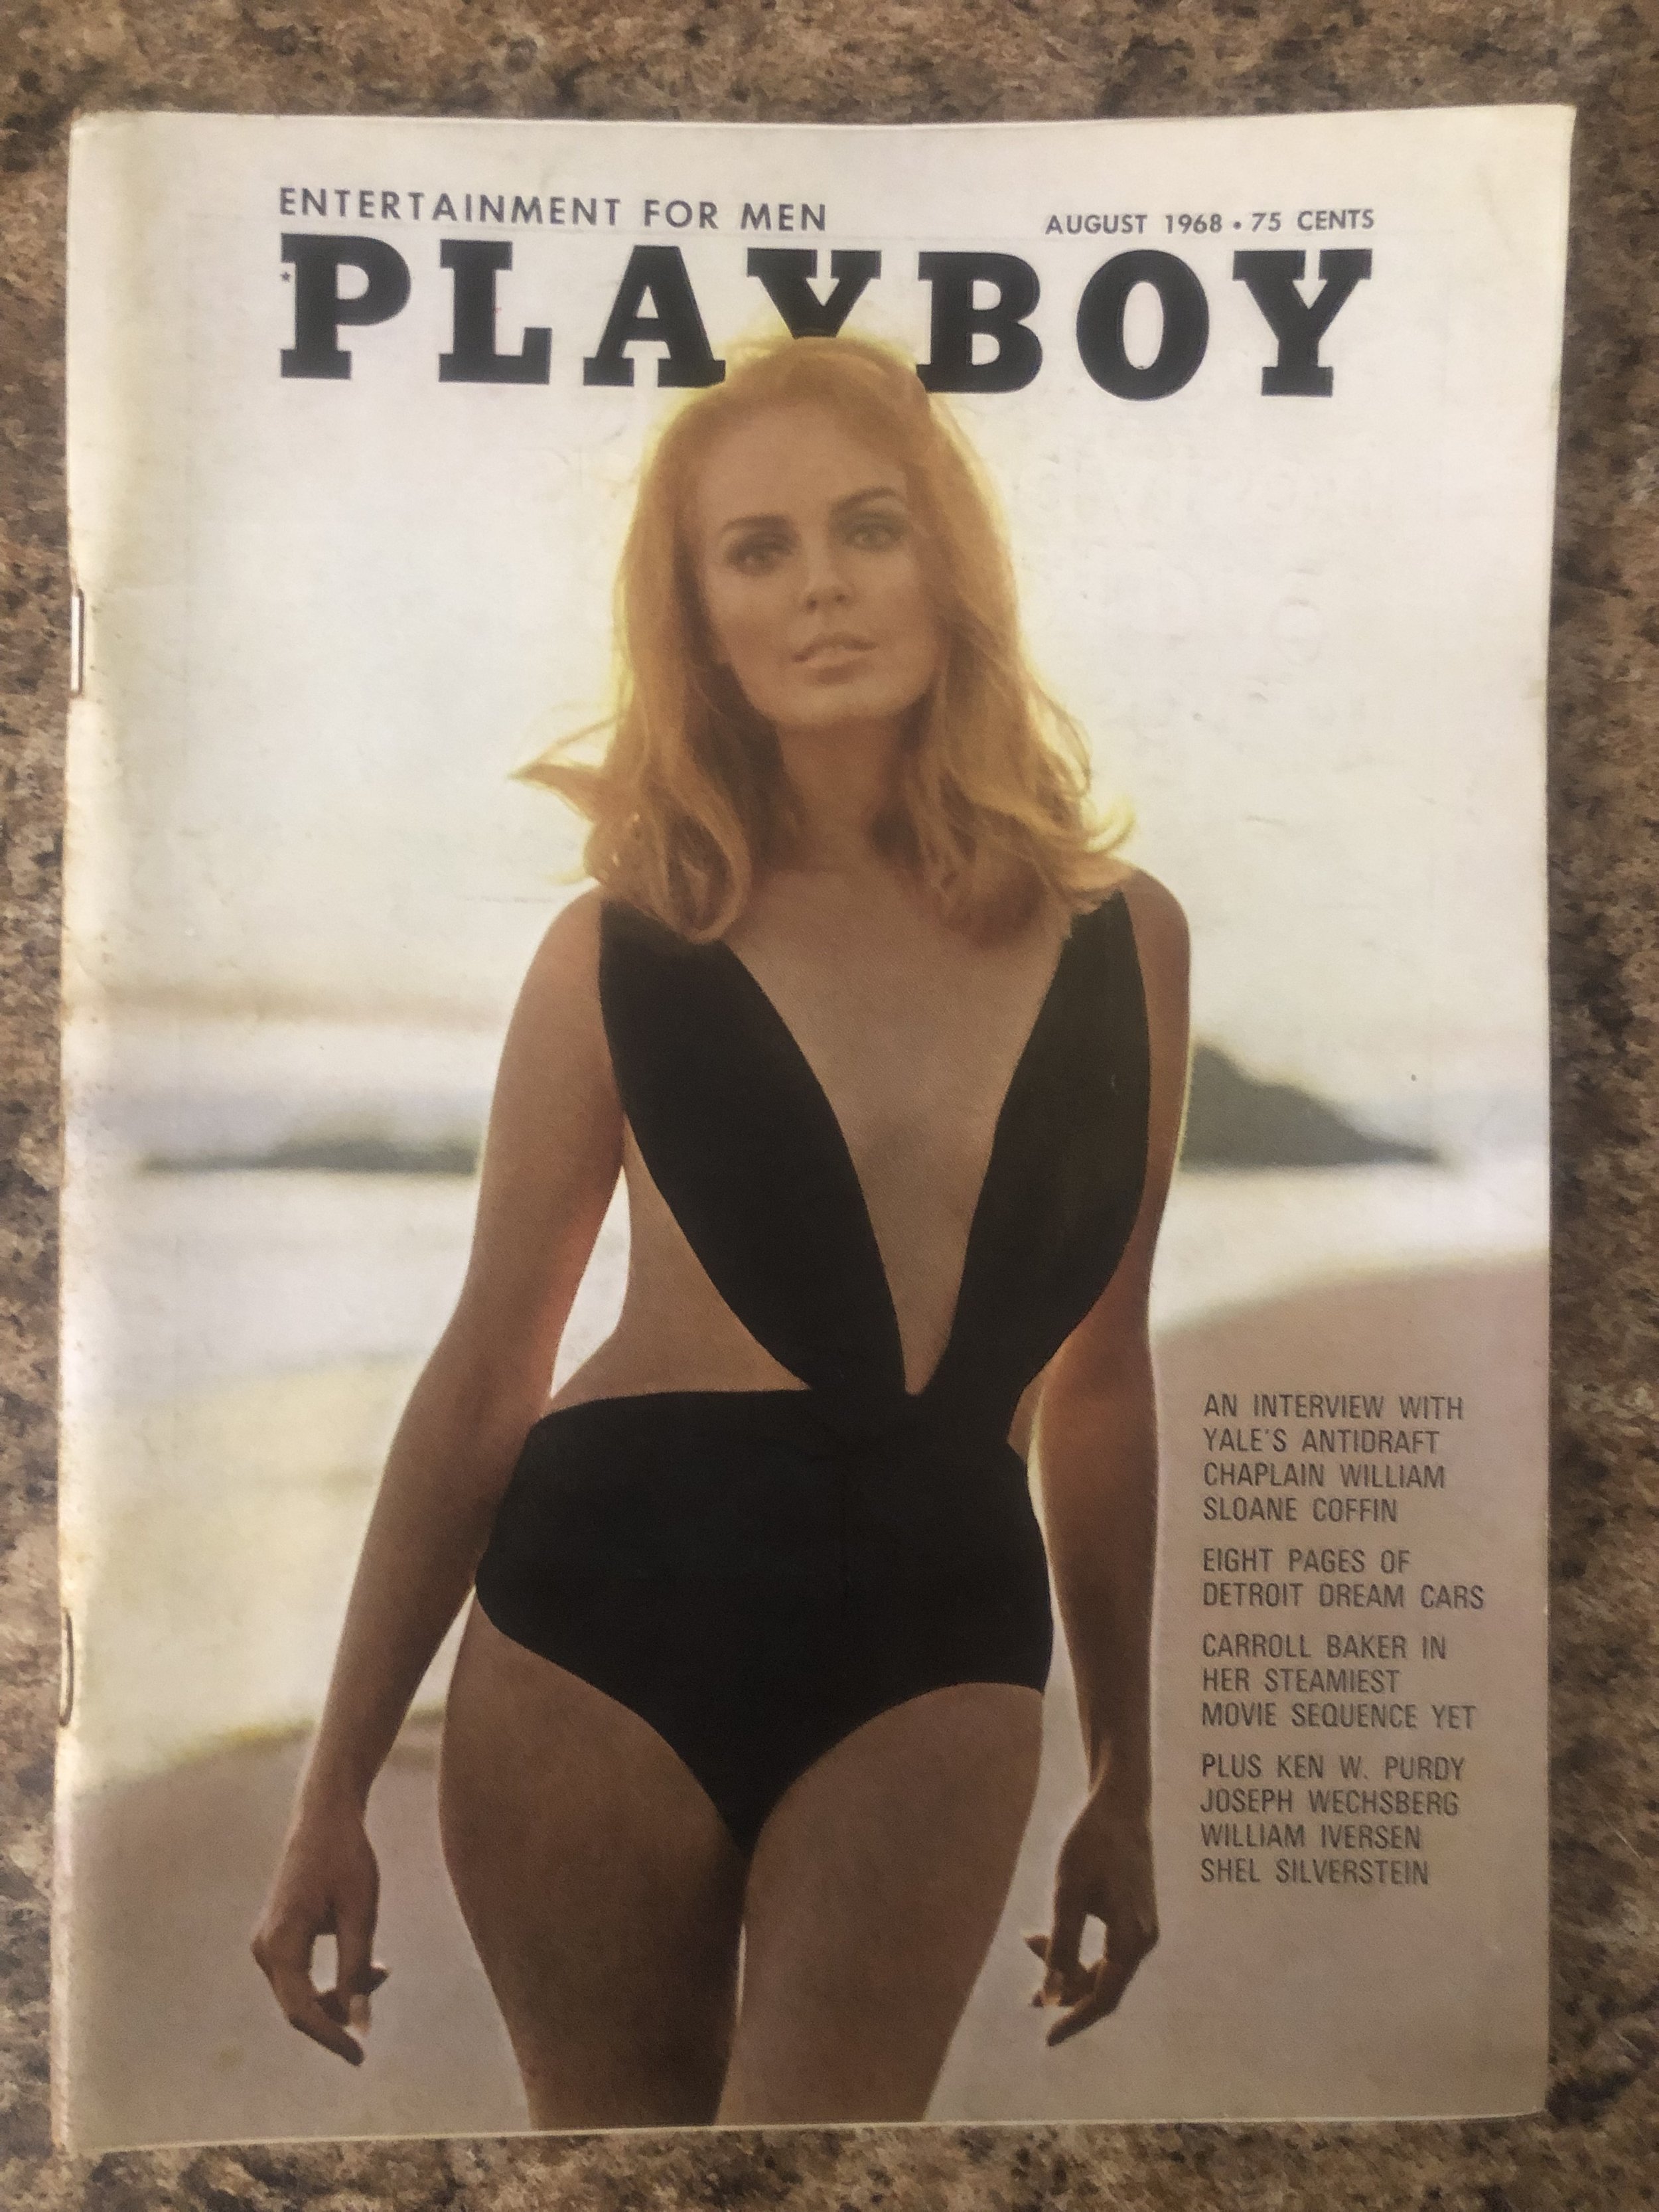 ENTERTAINMENT FOR MEN
AUGUST 1968 • 75 CENTS
PLAYBOY
AN INTERVIEW WITH
YALE'S ANTIDRAFT
CHAPLAIN WILLIAM
SLOANE COFFIN
EIGHT PAGES OF
DETROIT DREAM CARS
CARROLL BAKER IN
HER STEAMIEST
MOVIE SEQUENCE YET
PLUS KEN W. PURDY
JOSEPH WECHSBERG
WILLIAM IVERSEN
SHEL SILVERSTEIN